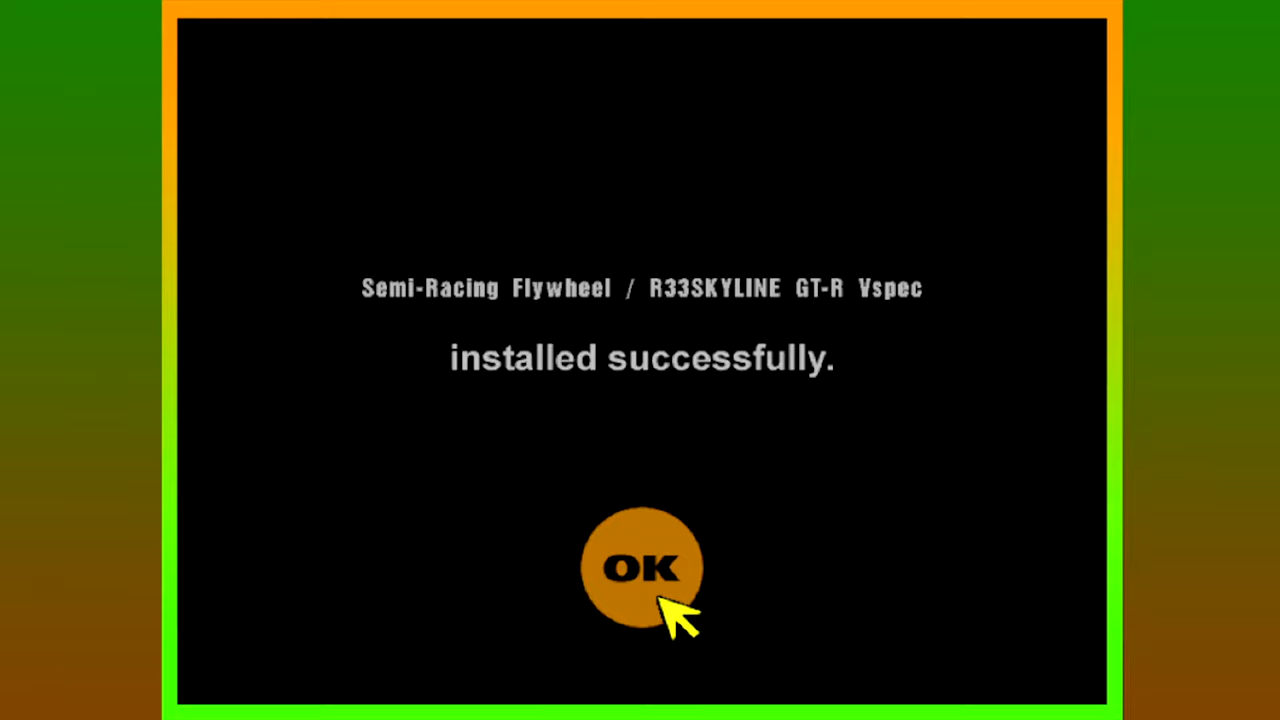 Semi-Racing Flywheel / R33SKYLINE GT-R Vspec
installed successfully.
OK